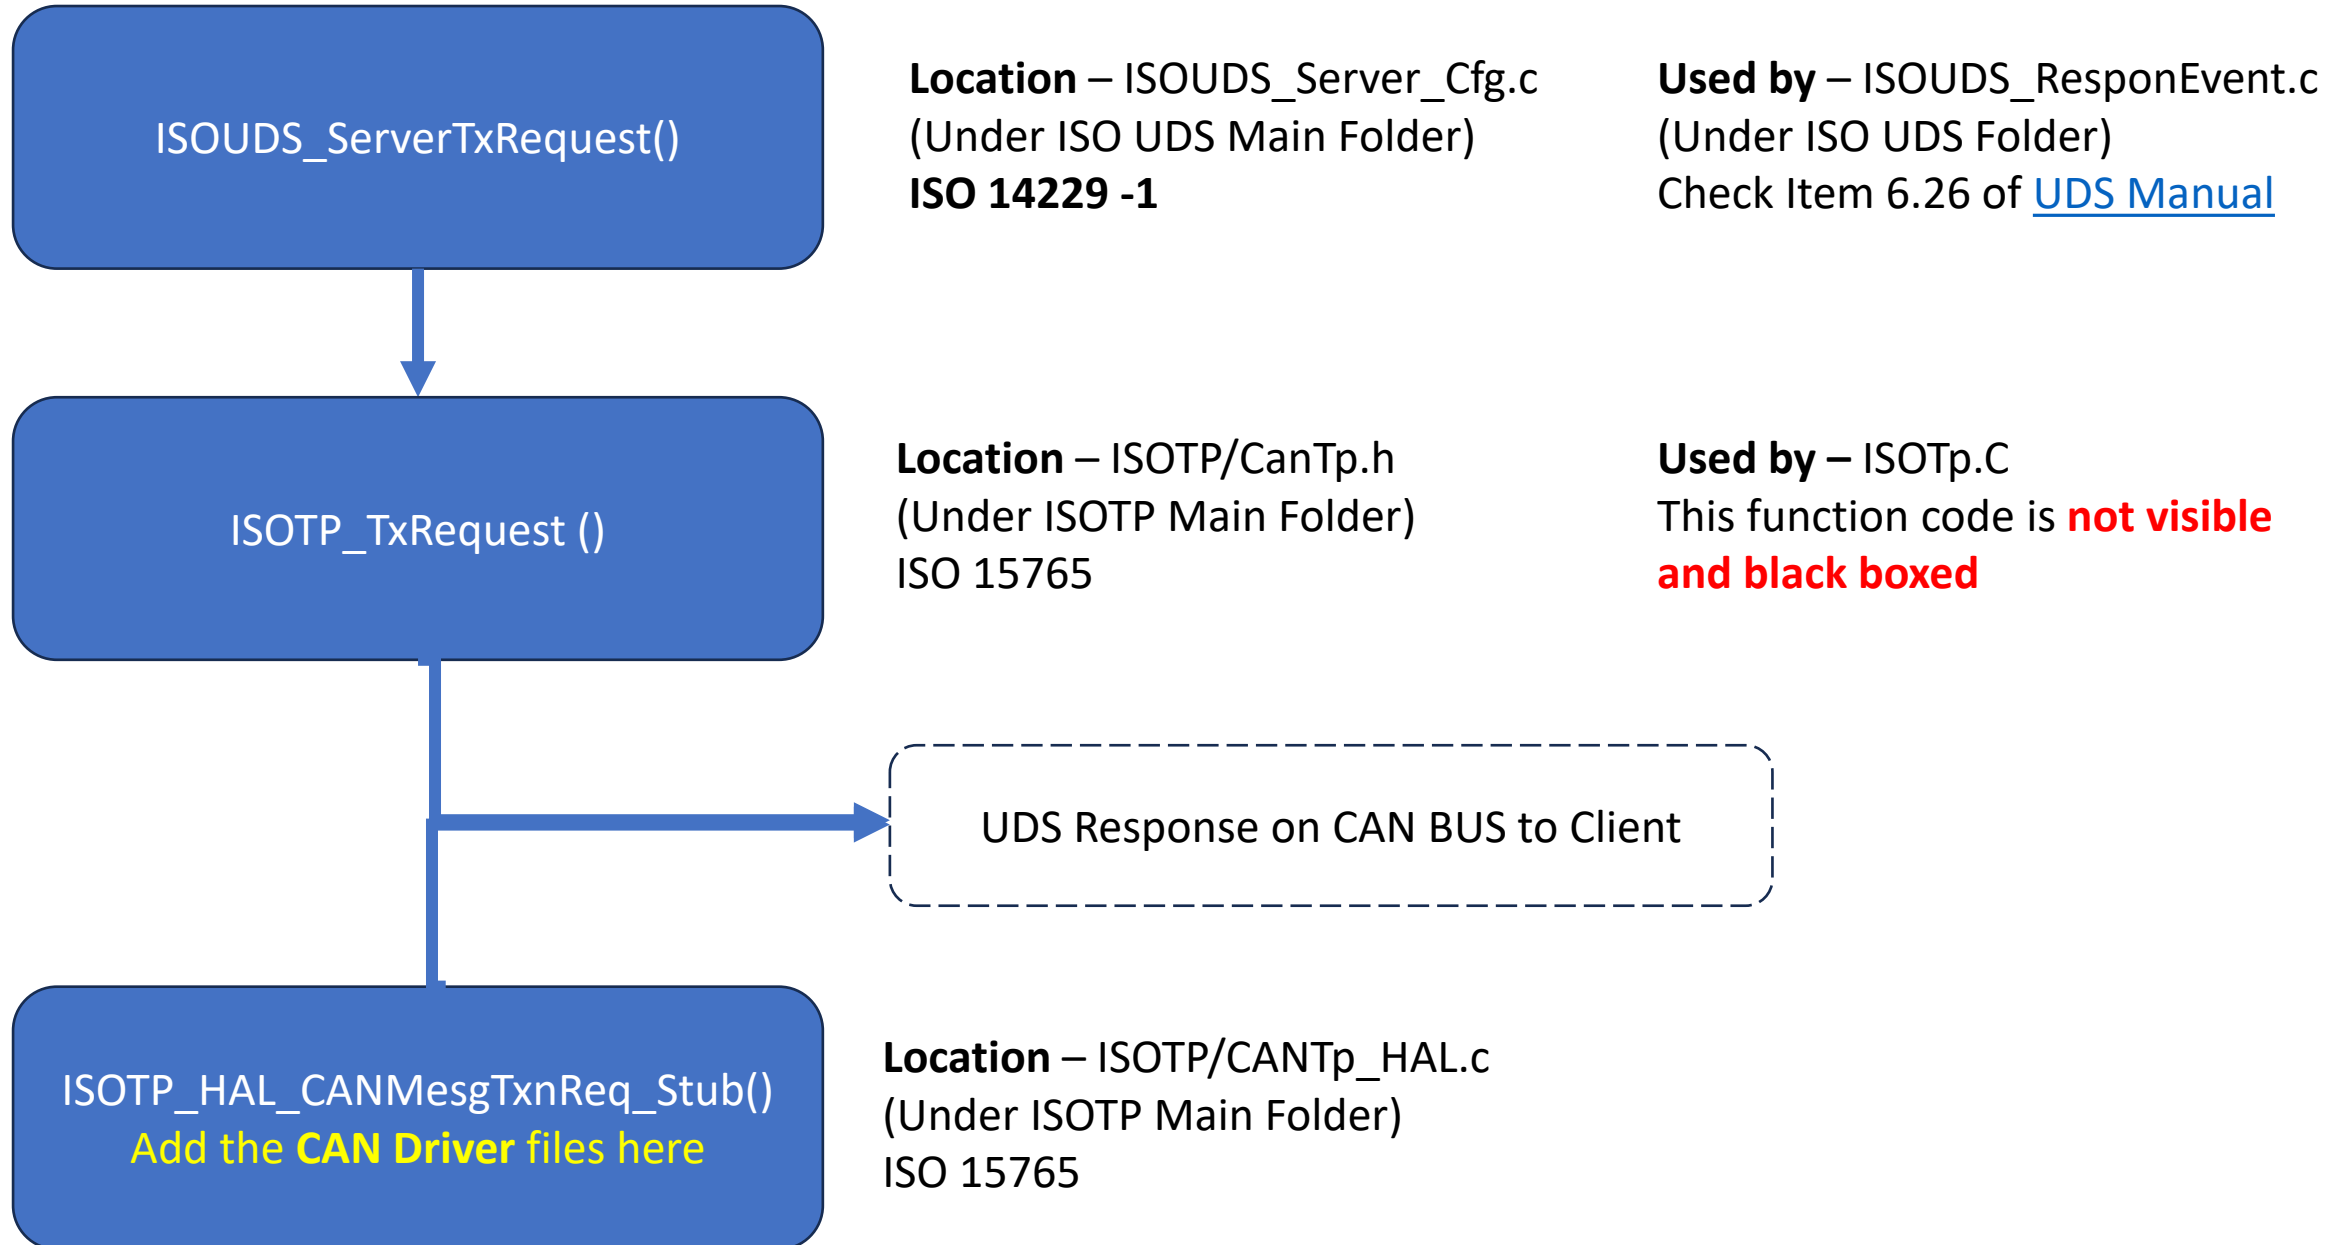 ISOUDS_ServerTxRequest()
Location – ISOUDS_Server_Cfg.c
(Under ISO UDS Main Folder)
ISO 14229 -1
Used by – ISOUDS_ResponEvent.c
(Under ISO UDS Folder)
Check Item 6.26 of UDS Manual
ISOTP_TxRequest ()
Location – ISOTP/CanTp.h
(Under ISOTP Main Folder)
ISO 15765
Used by – ISOTp.C
This function code is not visible
and black boxed
UDS Response on CAN BUS to Client
ISOTP_HAL_CANMesgTxnReq_Stub()
Add the CAN Driver files here
Location – ISOTP/CANTp_HAL.c
(Under ISOTP Main Folder)
ISO 15765